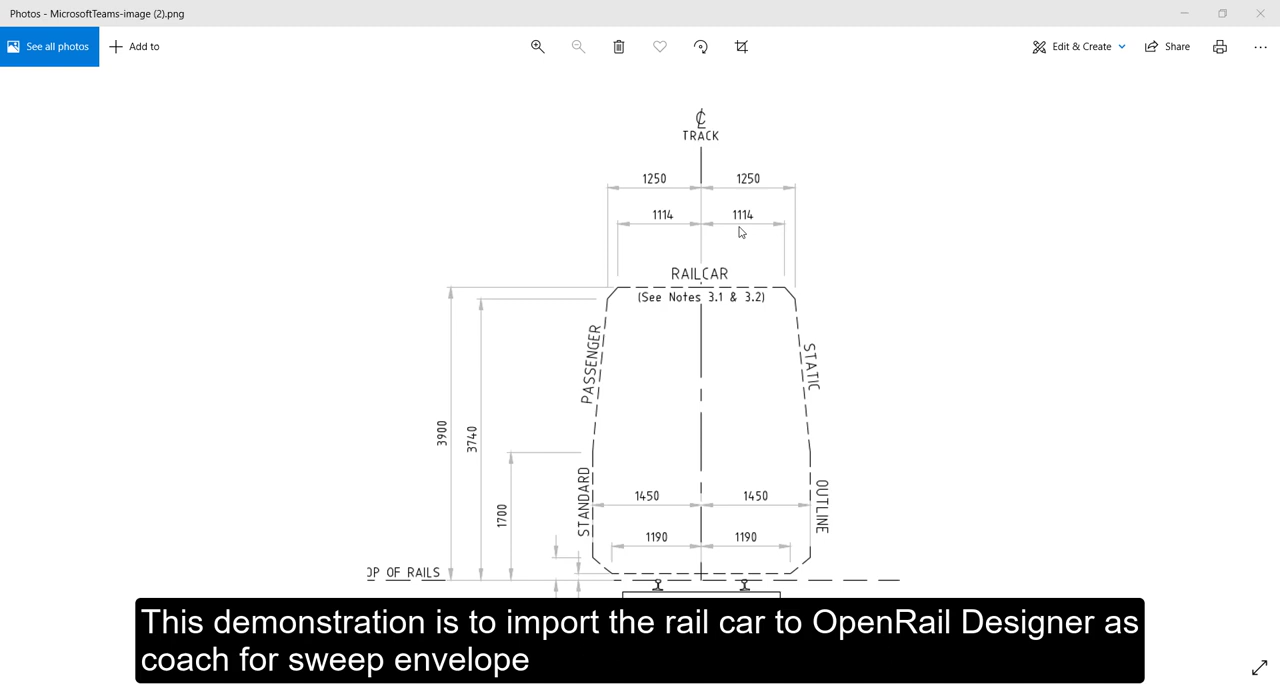 Photos - MicrosoftTeams-image (2).png
See all photos
Add to
Edit & Create
Share
℄
TRACK
1250 1250
1114 1114
RAILCAR
(See Notes 3.1 & 3.2)
PASSENGER
STATIC
3900
3740
1700
STANDARD
OUTLINE
1450 1450
1190 1190
OP OF RAILS
This demonstration is to import the rail car to OpenRail Designer as
coach for sweep envelope